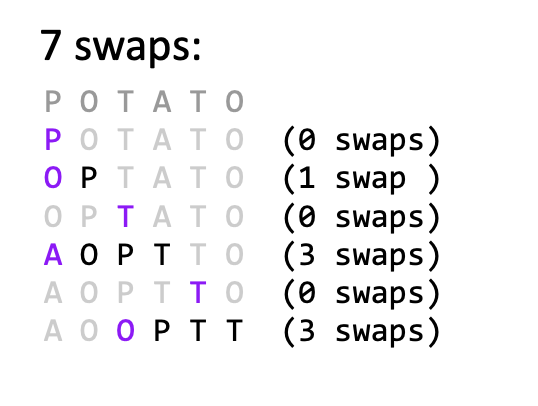 7 swaps:
P O T A T O
P O T A T O (0 swaps)
O P T A T O (1 swap )
O P T A T O (0 swaps)
A O P T T O (3 swaps)
A O P T T O (0 swaps)
A O O P T T (3 swaps)